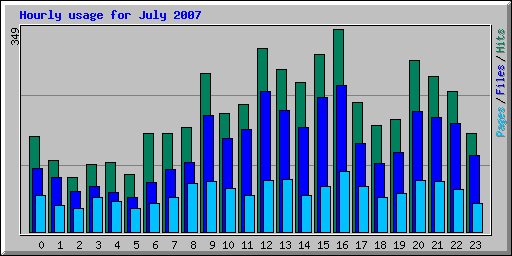 Hourly usage for July 2007
349
Pages / Files / Hits
0 1 2 3 4 5 6 7 8 9 10 11 12 13 14 15 16 17 18 19 20 21 22 23